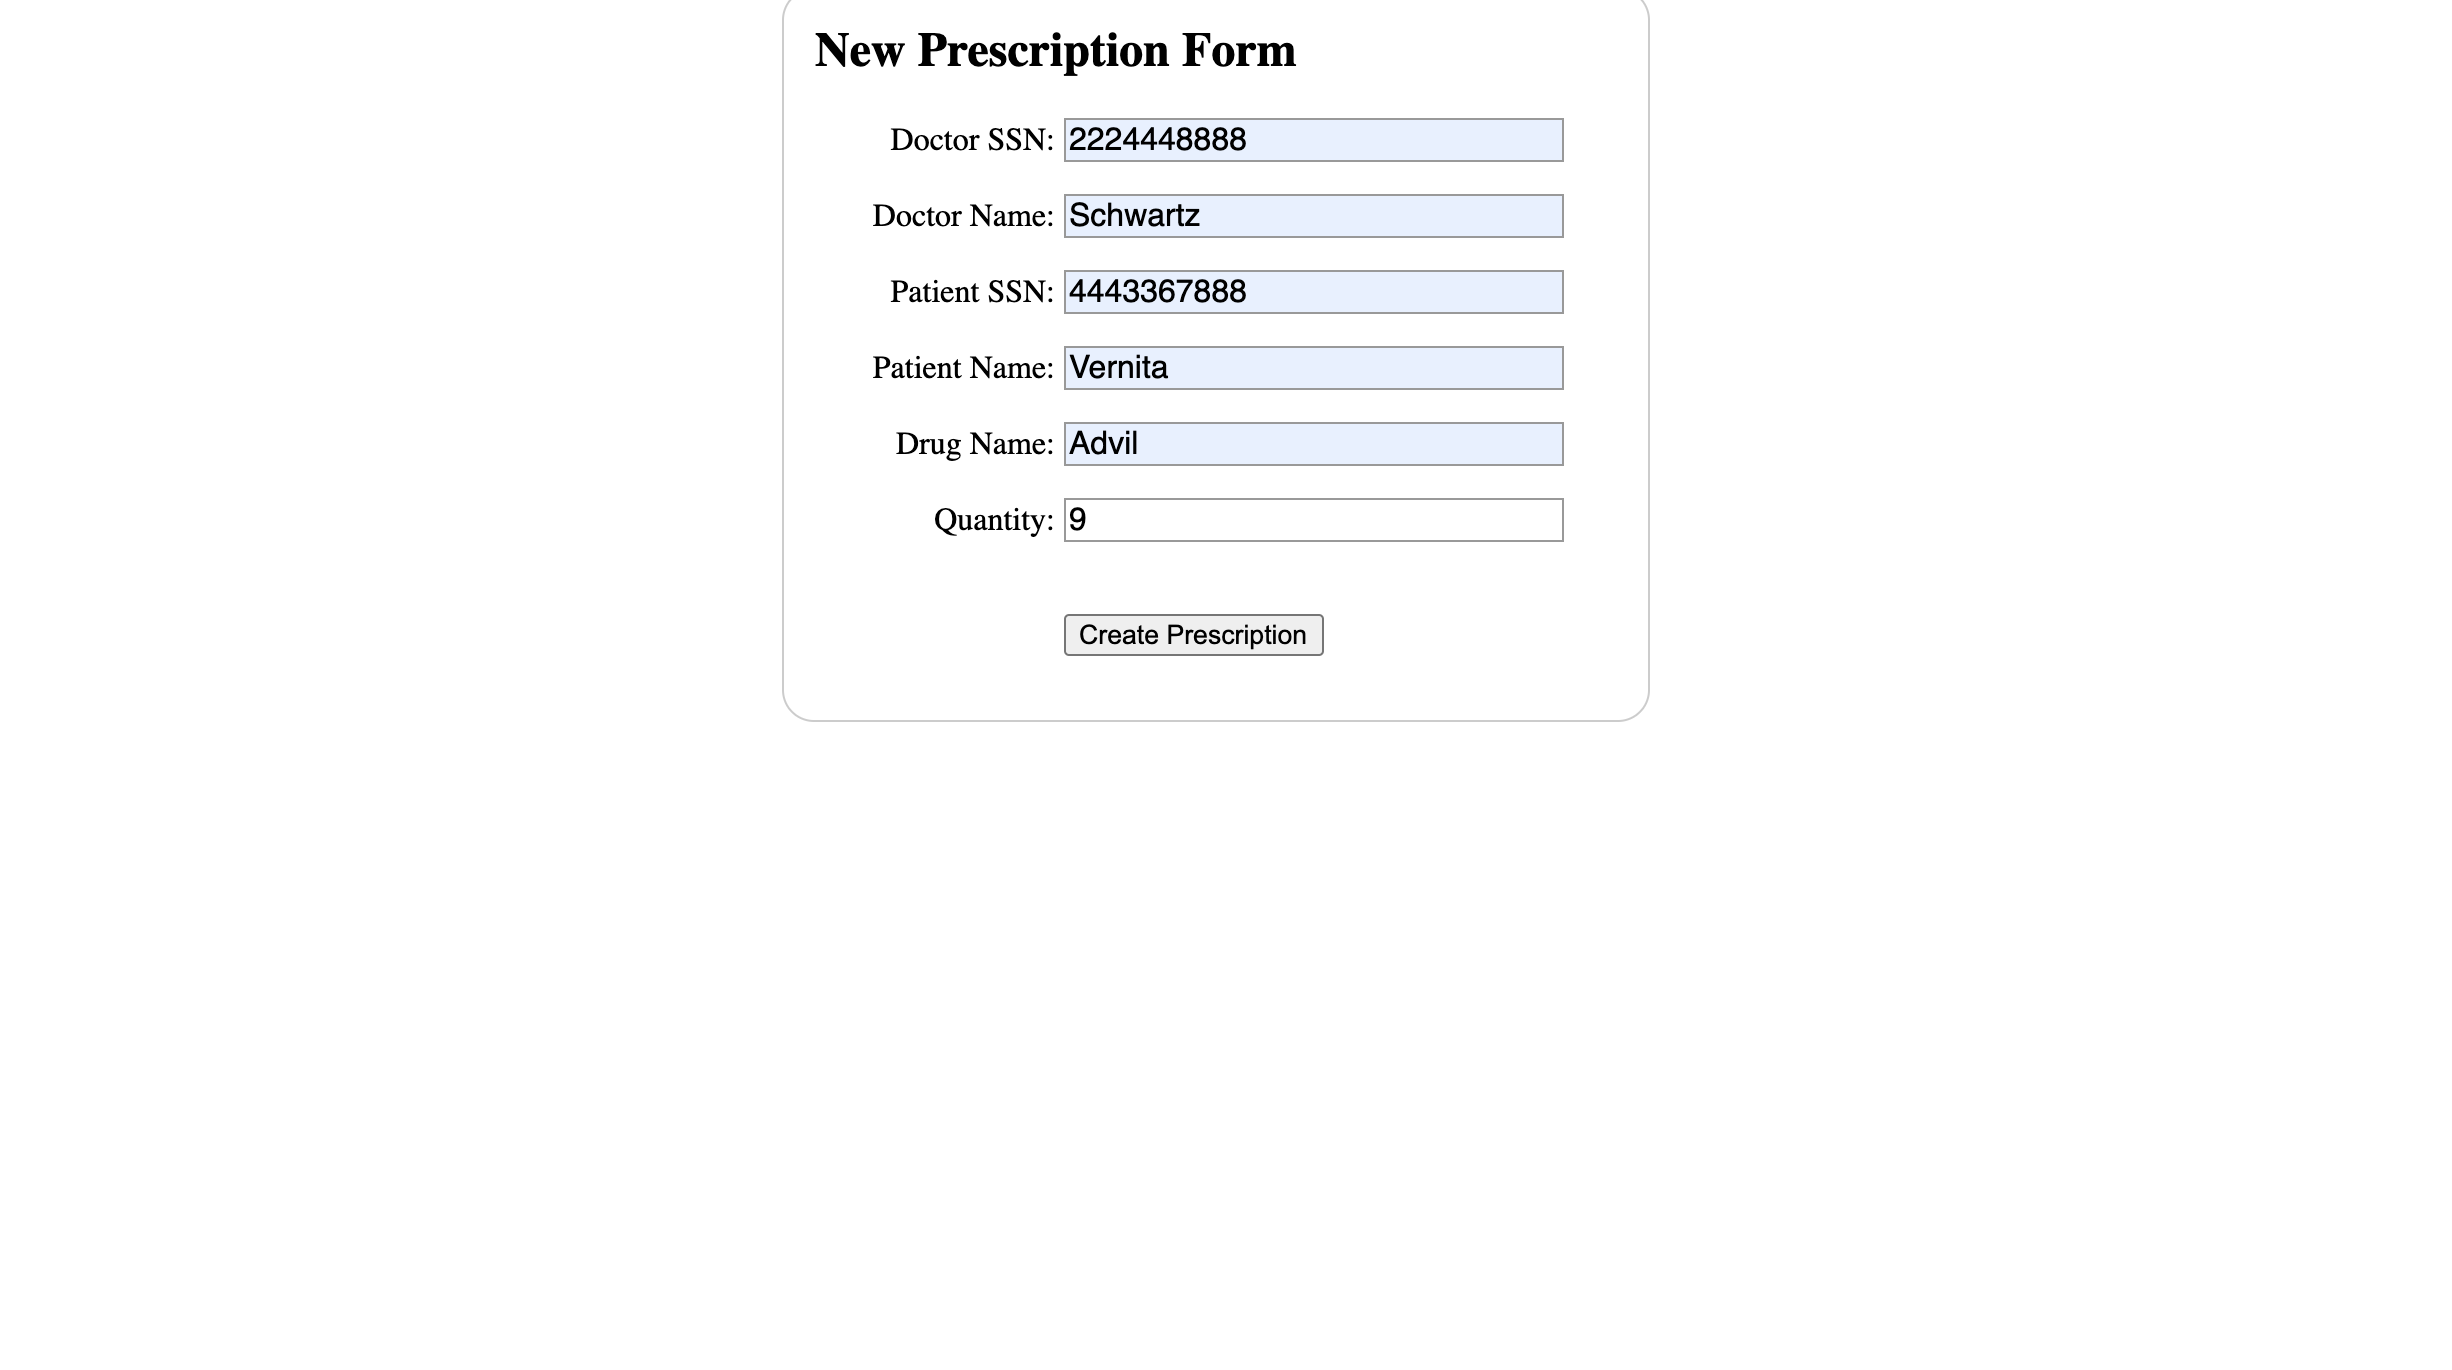 New Prescription Form
Doctor SSN: 2224448888
Doctor Name: Schwartz
Patient SSN: 4443367888
Patient Name: Vernita
Drug Name: Advil
Quantity: 9
Create Prescription